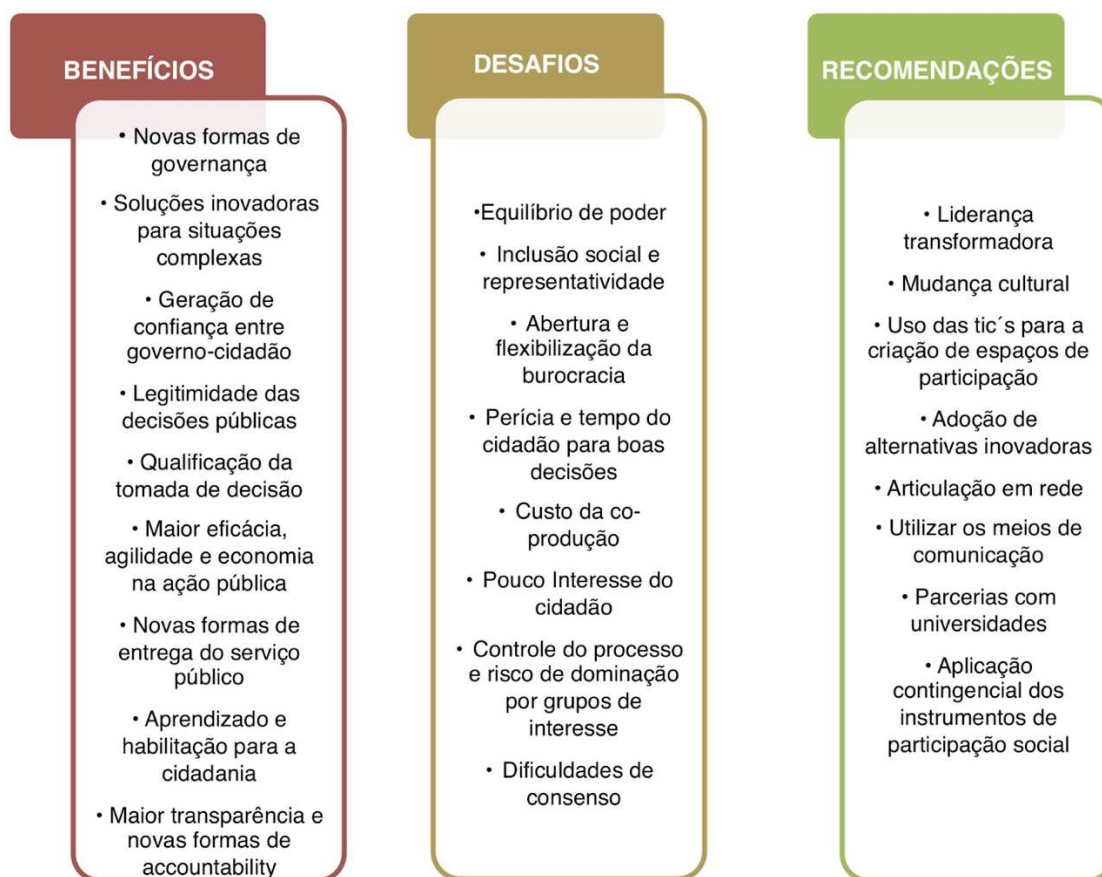 BENEFÍCIOS
• Novas formas de
governança
• Soluções inovadoras
para situações
complexas
• Geração de
confiança entre
governo-cidadão
• Legitimidade das
decisões públicas
• Qualificação da
tomada de decisão
• Maior eficácia,
agilidade e economia
na ação pública
• Novas formas de
entrega do serviço
público
• Aprendizado e
habilitação para a
cidadania
• Maior transparência e
novas formas de
accountability
DESAFIOS
•Equilíbrio de poder
• Inclusão social e
representatividade
• Abertura e
flexibilização da
burocracia
• Perícia e tempo do
cidadão para boas
decisões
• Custo da co-
produção
• Pouco Interesse do
cidadão
• Controle do processo
e risco de dominação
por grupos de
interesse
• Dificuldades de
consenso
RECOMENDAÇÕES
• Liderança
transformadora
• Mudança cultural
• Uso das tic´s para a
criação de espaços de
participação
• Adoção de
alternativas inovadoras
• Articulação em rede
• Utilizar os meios de
comunicação
• Parcerias com
universidades
• Aplicação
contingencial dos
instrumentos de
participação social